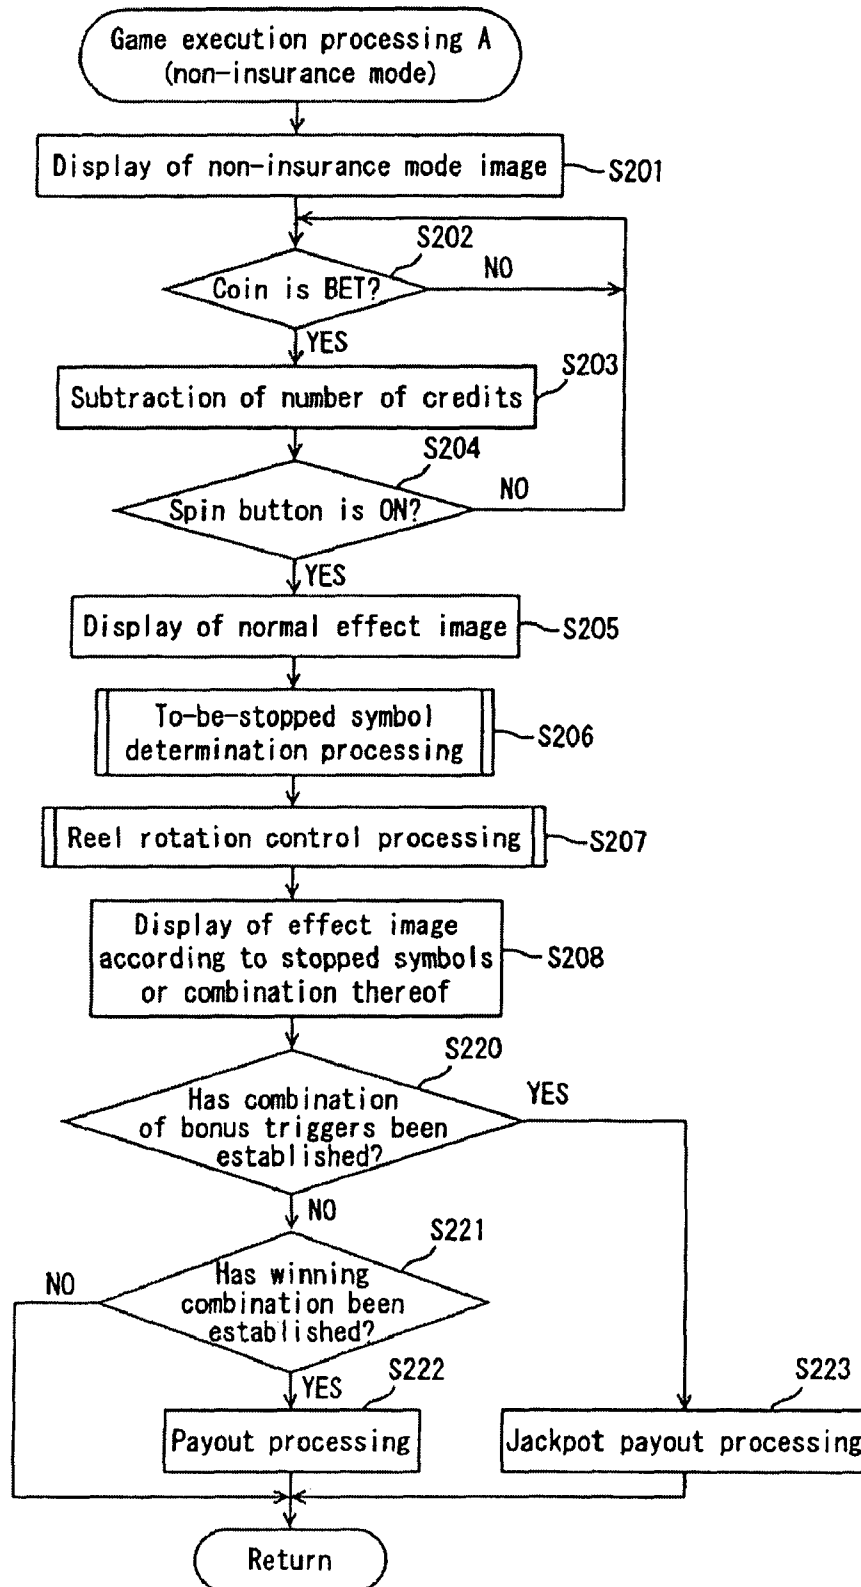 Game execution processing A
(non-insurance mode)
Display of non-insurance mode image
S201
S202
Coin is BET?
NO
YES
S203
Subtraction of number of credits
S204
Spin button is ON?
NO
YES
Display of normal effect image
S205
To-be-stopped symbol
determination processing
S206
Reel rotation control processing
S207
Display of effect image
according to stopped symbols
or combination thereof
S208
S220
Has combination
of bonus triggers been
established?
YES
NO
S221
Has winning
combination been
established?
NO
YES
S222
Payout processing
S223
Jackpot payout processing
Return